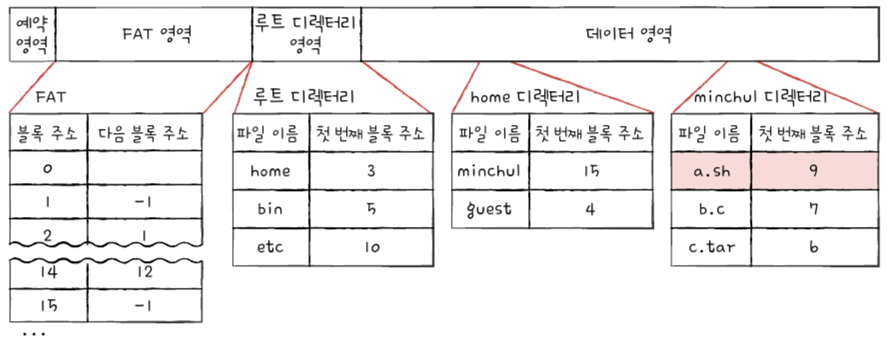 예약
영역
FAT 영역
루트 디렉터리
영역
데이터 영역
FAT
블록 주소 다음 블록 주소
0
1 -1
2 1
14 12
15 -1
...
루트 디렉터리
파일 이름 첫 번째 블록 주소
home 3
bin 5
etc 10
home 디렉터리
파일 이름 첫 번째 블록 주소
minchul 15
guest 4
minchul 디렉터리
파일 이름 첫 번째 블록 주소
a.sh 9
b.c 7
c.tar 6